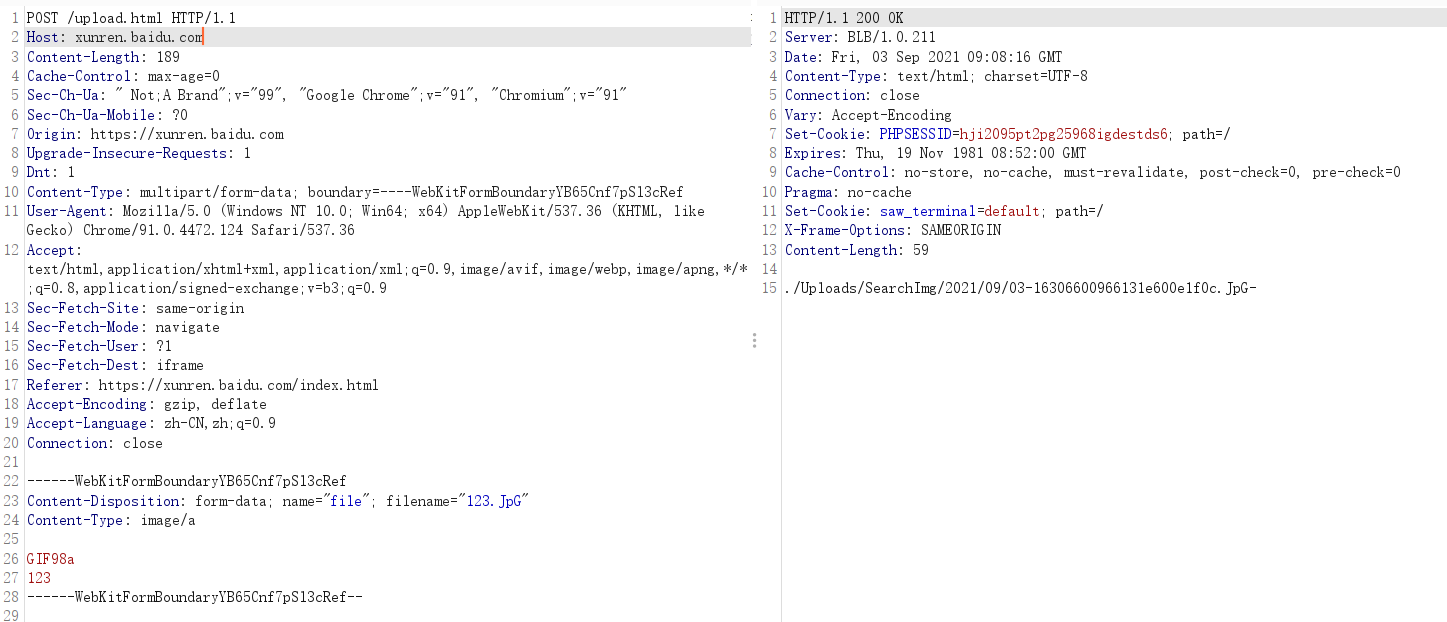 1 POST /upload.html HTTP/1.1
2 Host: xunren.baidu.com
3 Content-Length: 189
4 Cache-Control: max-age=0
5 Sec-Ch-Ua: " Not;A Brand";v="99", "Google Chrome";v="91", "Chromium";v="91"
6 Sec-Ch-Ua-Mobile: ?0
7 Origin: https://xunren.baidu.com
8 Upgrade-Insecure-Requests: 1
9 Dnt: 1
10 Content-Type: multipart/form-data; boundary=----WebKitFormBoundaryYB65Cnf7pSl3cRef
11 User-Agent: Mozilla/5.0 (Windows NT 10.0; Win64; x64) AppleWebKit/537.36 (KHTML, like
Gecko) Chrome/91.0.4472.124 Safari/537.36
12 Accept:
text/html,application/xhtml+xml,application/xml;q=0.9,image/avif,image/webp,image/apng,*/*
;q=0.8,application/signed-exchange;v=b3;q=0.9
13 Sec-Fetch-Site: same-origin
14 Sec-Fetch-Mode: navigate
15 Sec-Fetch-User: ?1
16 Sec-Fetch-Dest: iframe
17 Referer: https://xunren.baidu.com/index.html
18 Accept-Encoding: gzip, deflate
19 Accept-Language: zh-CN,zh;q=0.9
20 Connection: close
21
22 ------WebKitFormBoundaryYB65Cnf7pSl3cRef
23 Content-Disposition: form-data; name="file"; filename="123.JpG"
24 Content-Type: image/a
25
26 GIF98a
27 123
28 ------WebKitFormBoundaryYB65Cnf7pSl3cRef--
29
1 HTTP/1.1 200 OK
2 Server: BLB/1.0.211
3 Date: Fri, 03 Sep 2021 09:08:16 GMT
4 Content-Type: text/html; charset=UTF-8
5 Connection: close
6 Vary: Accept-Encoding
7 Set-Cookie: PHPSESSID=hji2095pt2pg25968igdestds6; path=/
8 Expires: Thu, 19 Nov 1981 08:52:00 GMT
9 Cache-Control: no-store, no-cache, must-revalidate, post-check=0, pre-check=0
10 Pragma: no-cache
11 Set-Cookie: saw_terminal=default; path=/
12 X-Frame-Options: SAMEORIGIN
13 Content-Length: 59
14
15 ./Uploads/SearchImg/2021/09/03-16306600966131e600e1f0c.JpG-